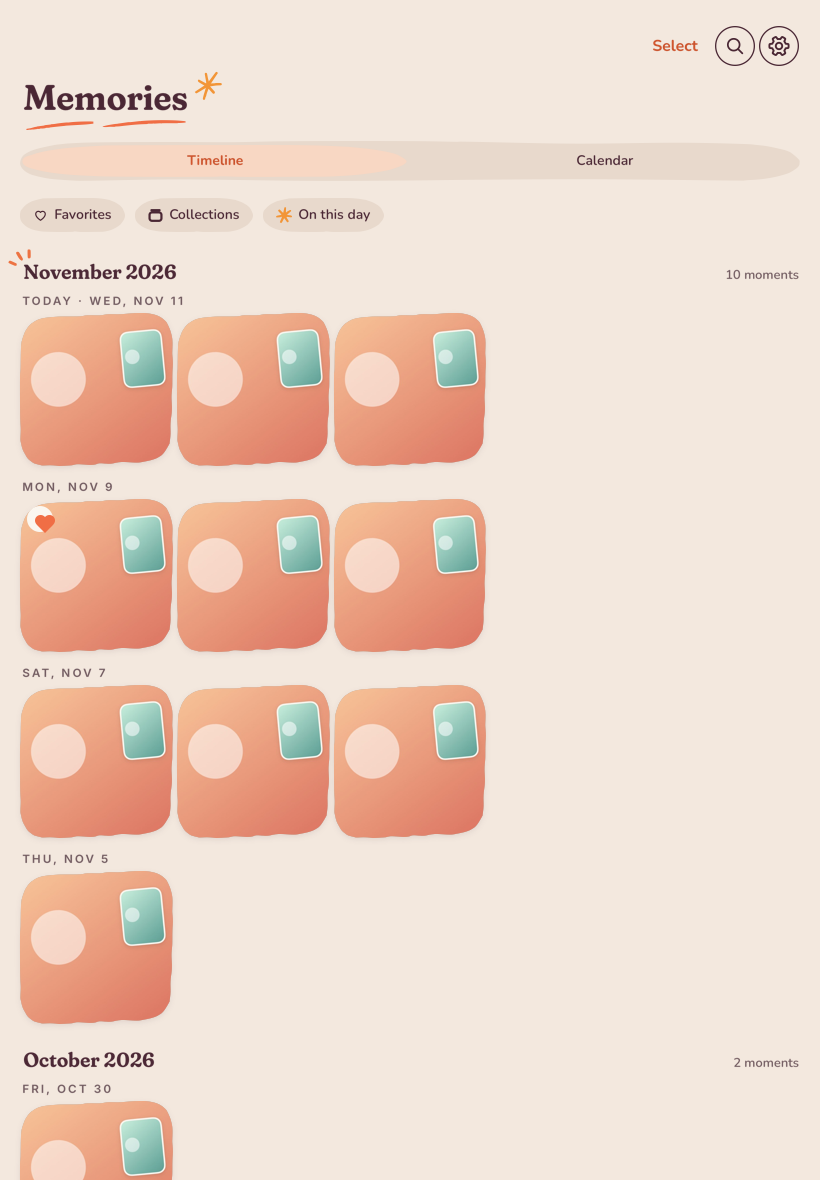 Select
Memories
Timeline
Calendar
Favorites
Collections
On this day
November 2026
10 moments
TODAY · WED, NOV 11
MON, NOV 9
SAT, NOV 7
THU, NOV 5
October 2026
2 moments
FRI, OCT 30